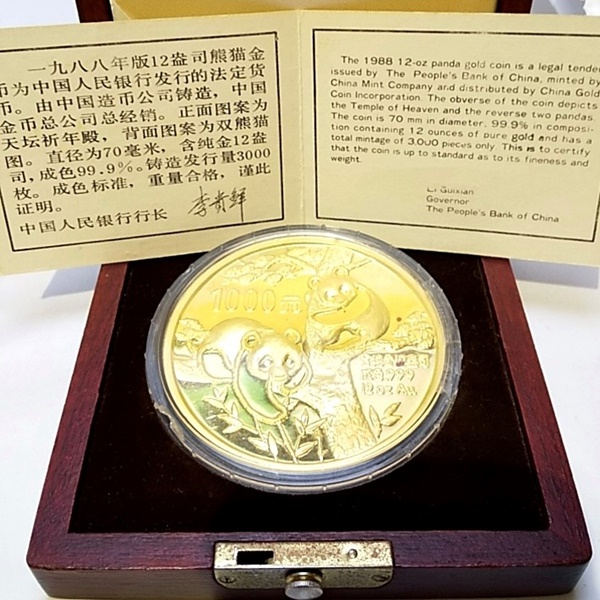 一九八八年版12盎司熊猫金
币为中国人民银行发行的法定货
币。由中国造币公司铸造，中国
金币总公司总经销。正面图案为
天坛祈年殿，背面图案为双熊猫
图。直径为70毫米，含纯金12盎
司，成色99.9%。铸造发行量3000
枚。成色标准，重量合格，谨此
证明。
中国人民银行行长 李贵鲜
The 1988 12-oz panda gold coin is a legal tender
issued by The People's Bank of China, minted by
China Mint Company and distributed by China Gold
Coin Incorporation. The obverse of the coin depicts
the Temple of Heaven and the reverse two pandas.
The coin is 70 mm in diameter. 99.9% in composi-
tion containing 12 ounces of pure gold and has a
total mintage of 3.000 pieces only. This is to certify
that the coin is up to standard as to its fineness and
weight.
Li Guixian
Governor
The People's Bank of China
1000元
999
12oz Au